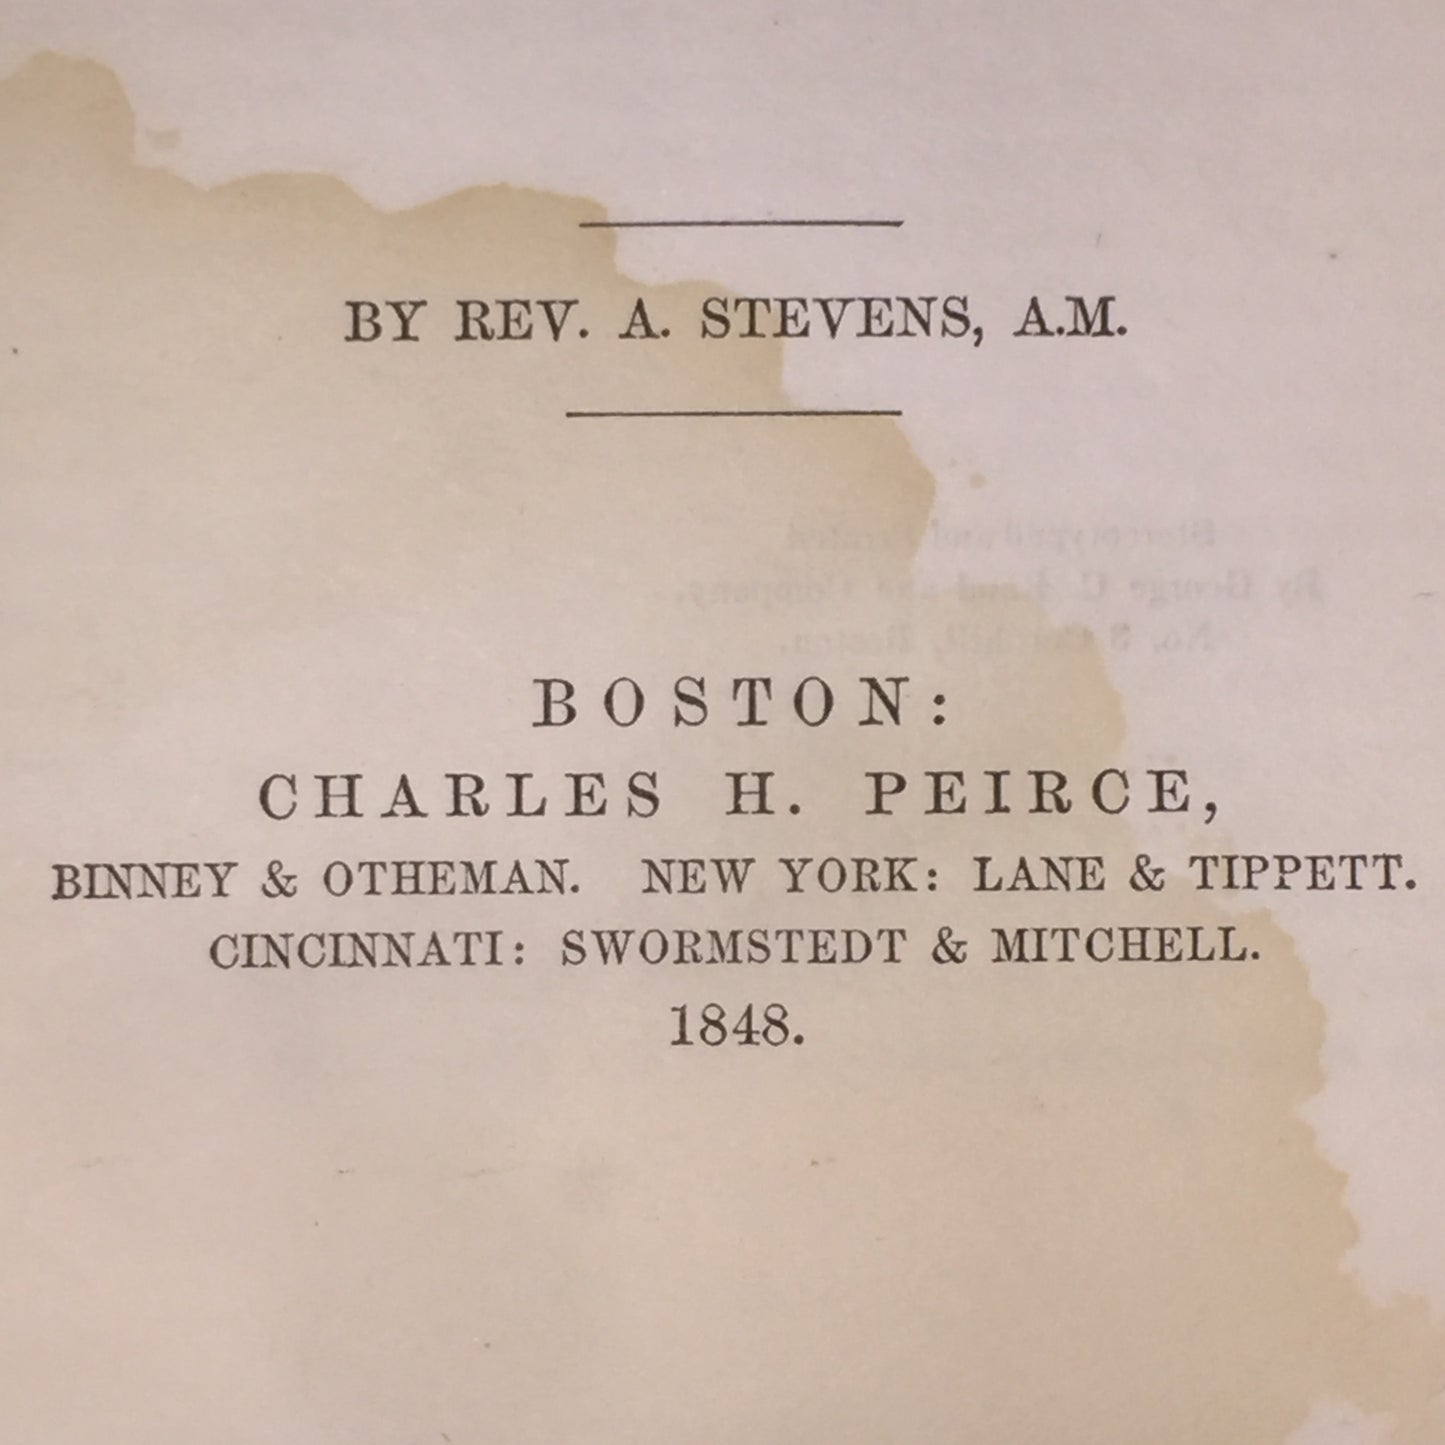 BY REV. A. STEVENS, A.M.
BOSTON:
CHARLES H. PEIRCE,
BINNEY & OTHEMAN. NEW YORK: LANE & TIPPETT.
CINCINNATI: SWORMSTEDT & MITCHELL.
1848.